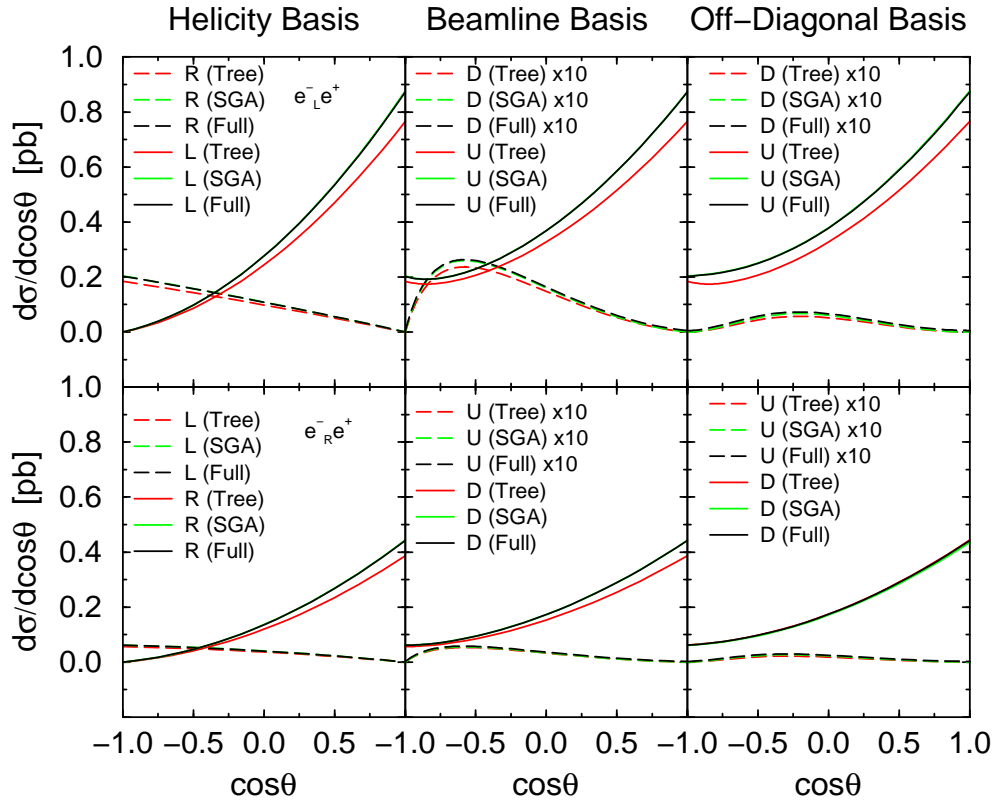 Helicity Basis Beamline Basis Off−Diagonal Basis
dσ/dcosθ [pb]
1.0
0.8
0.6
0.4
0.2
0.0
R (Tree)
R (SGA)
R (Full)
L (Tree)
L (SGA)
L (Full)
e⁻L e⁺
D (Tree) x10
D (SGA) x10
D (Full) x10
U (Tree)
U (SGA)
U (Full)
D (Tree) x10
D (SGA) x10
D (Full) x10
U (Tree)
U (SGA)
U (Full)
dσ/dcosθ [pb]
1.0
0.8
0.6
0.4
0.2
0.0
L (Tree)
L (SGA)
L (Full)
R (Tree)
R (SGA)
R (Full)
e⁻R e⁺
U (Tree) x10
U (SGA) x10
U (Full) x10
D (Tree)
D (SGA)
D (Full)
U (Tree) x10
U (SGA) x10
U (Full) x10
D (Tree)
D (SGA)
D (Full)
−1.0 −0.5 0.0 0.5 −1.0 −0.5 0.0 0.5 −1.0 −0.5 0.0 0.5 1.0
cosθ cosθ cosθ